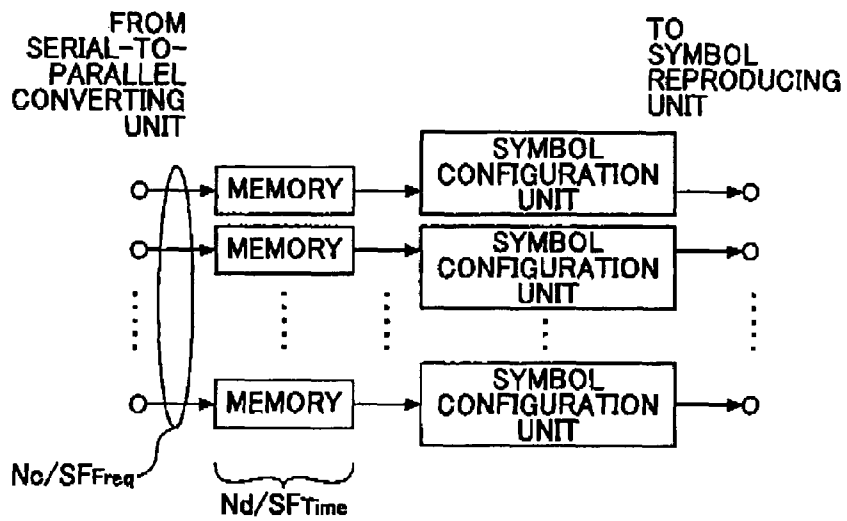 FROM
SERIAL-TO-
PARALLEL
CONVERTING
UNIT
TO
SYMBOL
REPRODUCING
UNIT
MEMORY
SYMBOL
CONFIGURATION
UNIT
MEMORY
SYMBOL
CONFIGURATION
UNIT
MEMORY
SYMBOL
CONFIGURATION
UNIT
Nc/SFFreq
Nd/SFTime